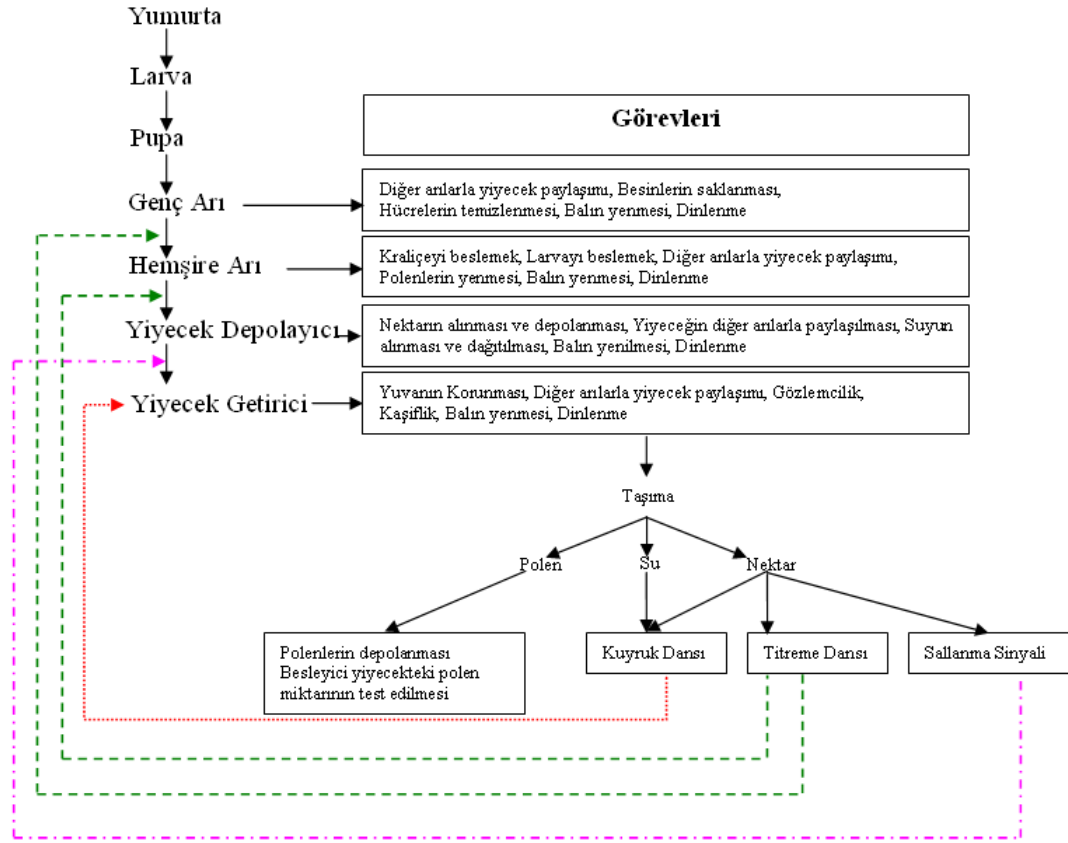 Yumurta
Larva
Pupa
Görevleri
Genç Arı
Diğer arılarla yiyecek paylaşımı, Besinlerin saklanması,
Hücrelerin temizlenmesi, Balın yenmesi, Dinlenme
Hemşire Arı
Kraliçeyi beslemek, Larvayı beslemek, Diğer arılarla yiyecek paylaşımı,
Polenlerin yenmesi, Balın yenmesi, Dinlenme
Yiyecek Depolayıcı
Nektarın alınması ve depolanması, Yiyeceğin diğer arılarla paylaşılması, Suyun
alınması ve dağıtılması, Balın yenilmesi, Dinlenme
Yiyecek Getirici
Yuvanın Korunması, Diğer arılarla yiyecek paylaşımı, Gözlemcilik,
Kaşiflik, Balın yenmesi, Dinlenme
Taşıma
Polen
Su
Nektar
Polenlerin depolanması
Besleyici yiyecekteki polen
miktarının test edilmesi
Kuyruk Dansı
Titreme Dansı
Sallanma Sinyali